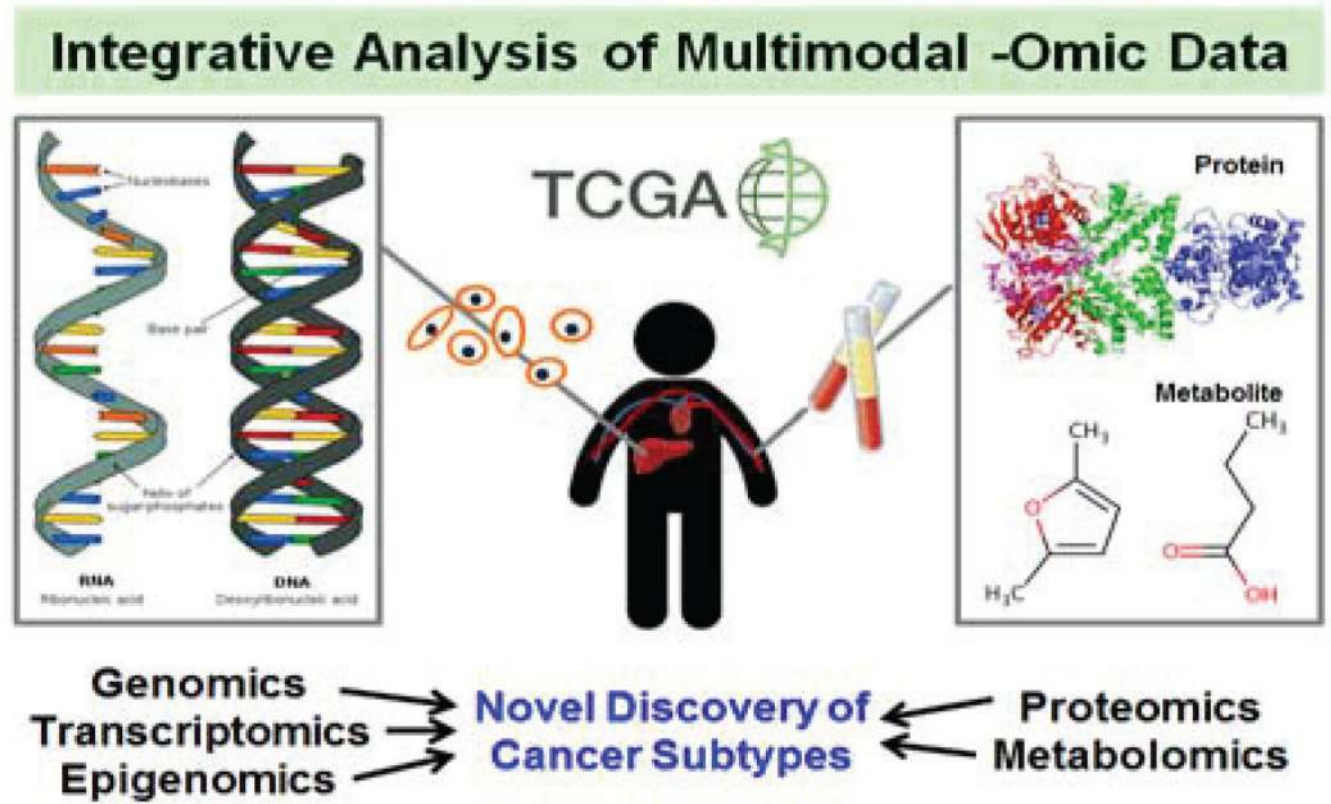 Integrative Analysis of Multimodal -Omic Data
Nucleobases
Base pair
helix of
sugar-phosphates
RNA
Ribonucleic acid
DNA
Deoxyribonucleic acid
TCGA
Protein
Metabolite
CH₃
O
H₃C
CH₃
O
OH
Genomics
Transcriptomics
Epigenomics
Novel Discovery of
Cancer Subtypes
Proteomics
Metabolomics